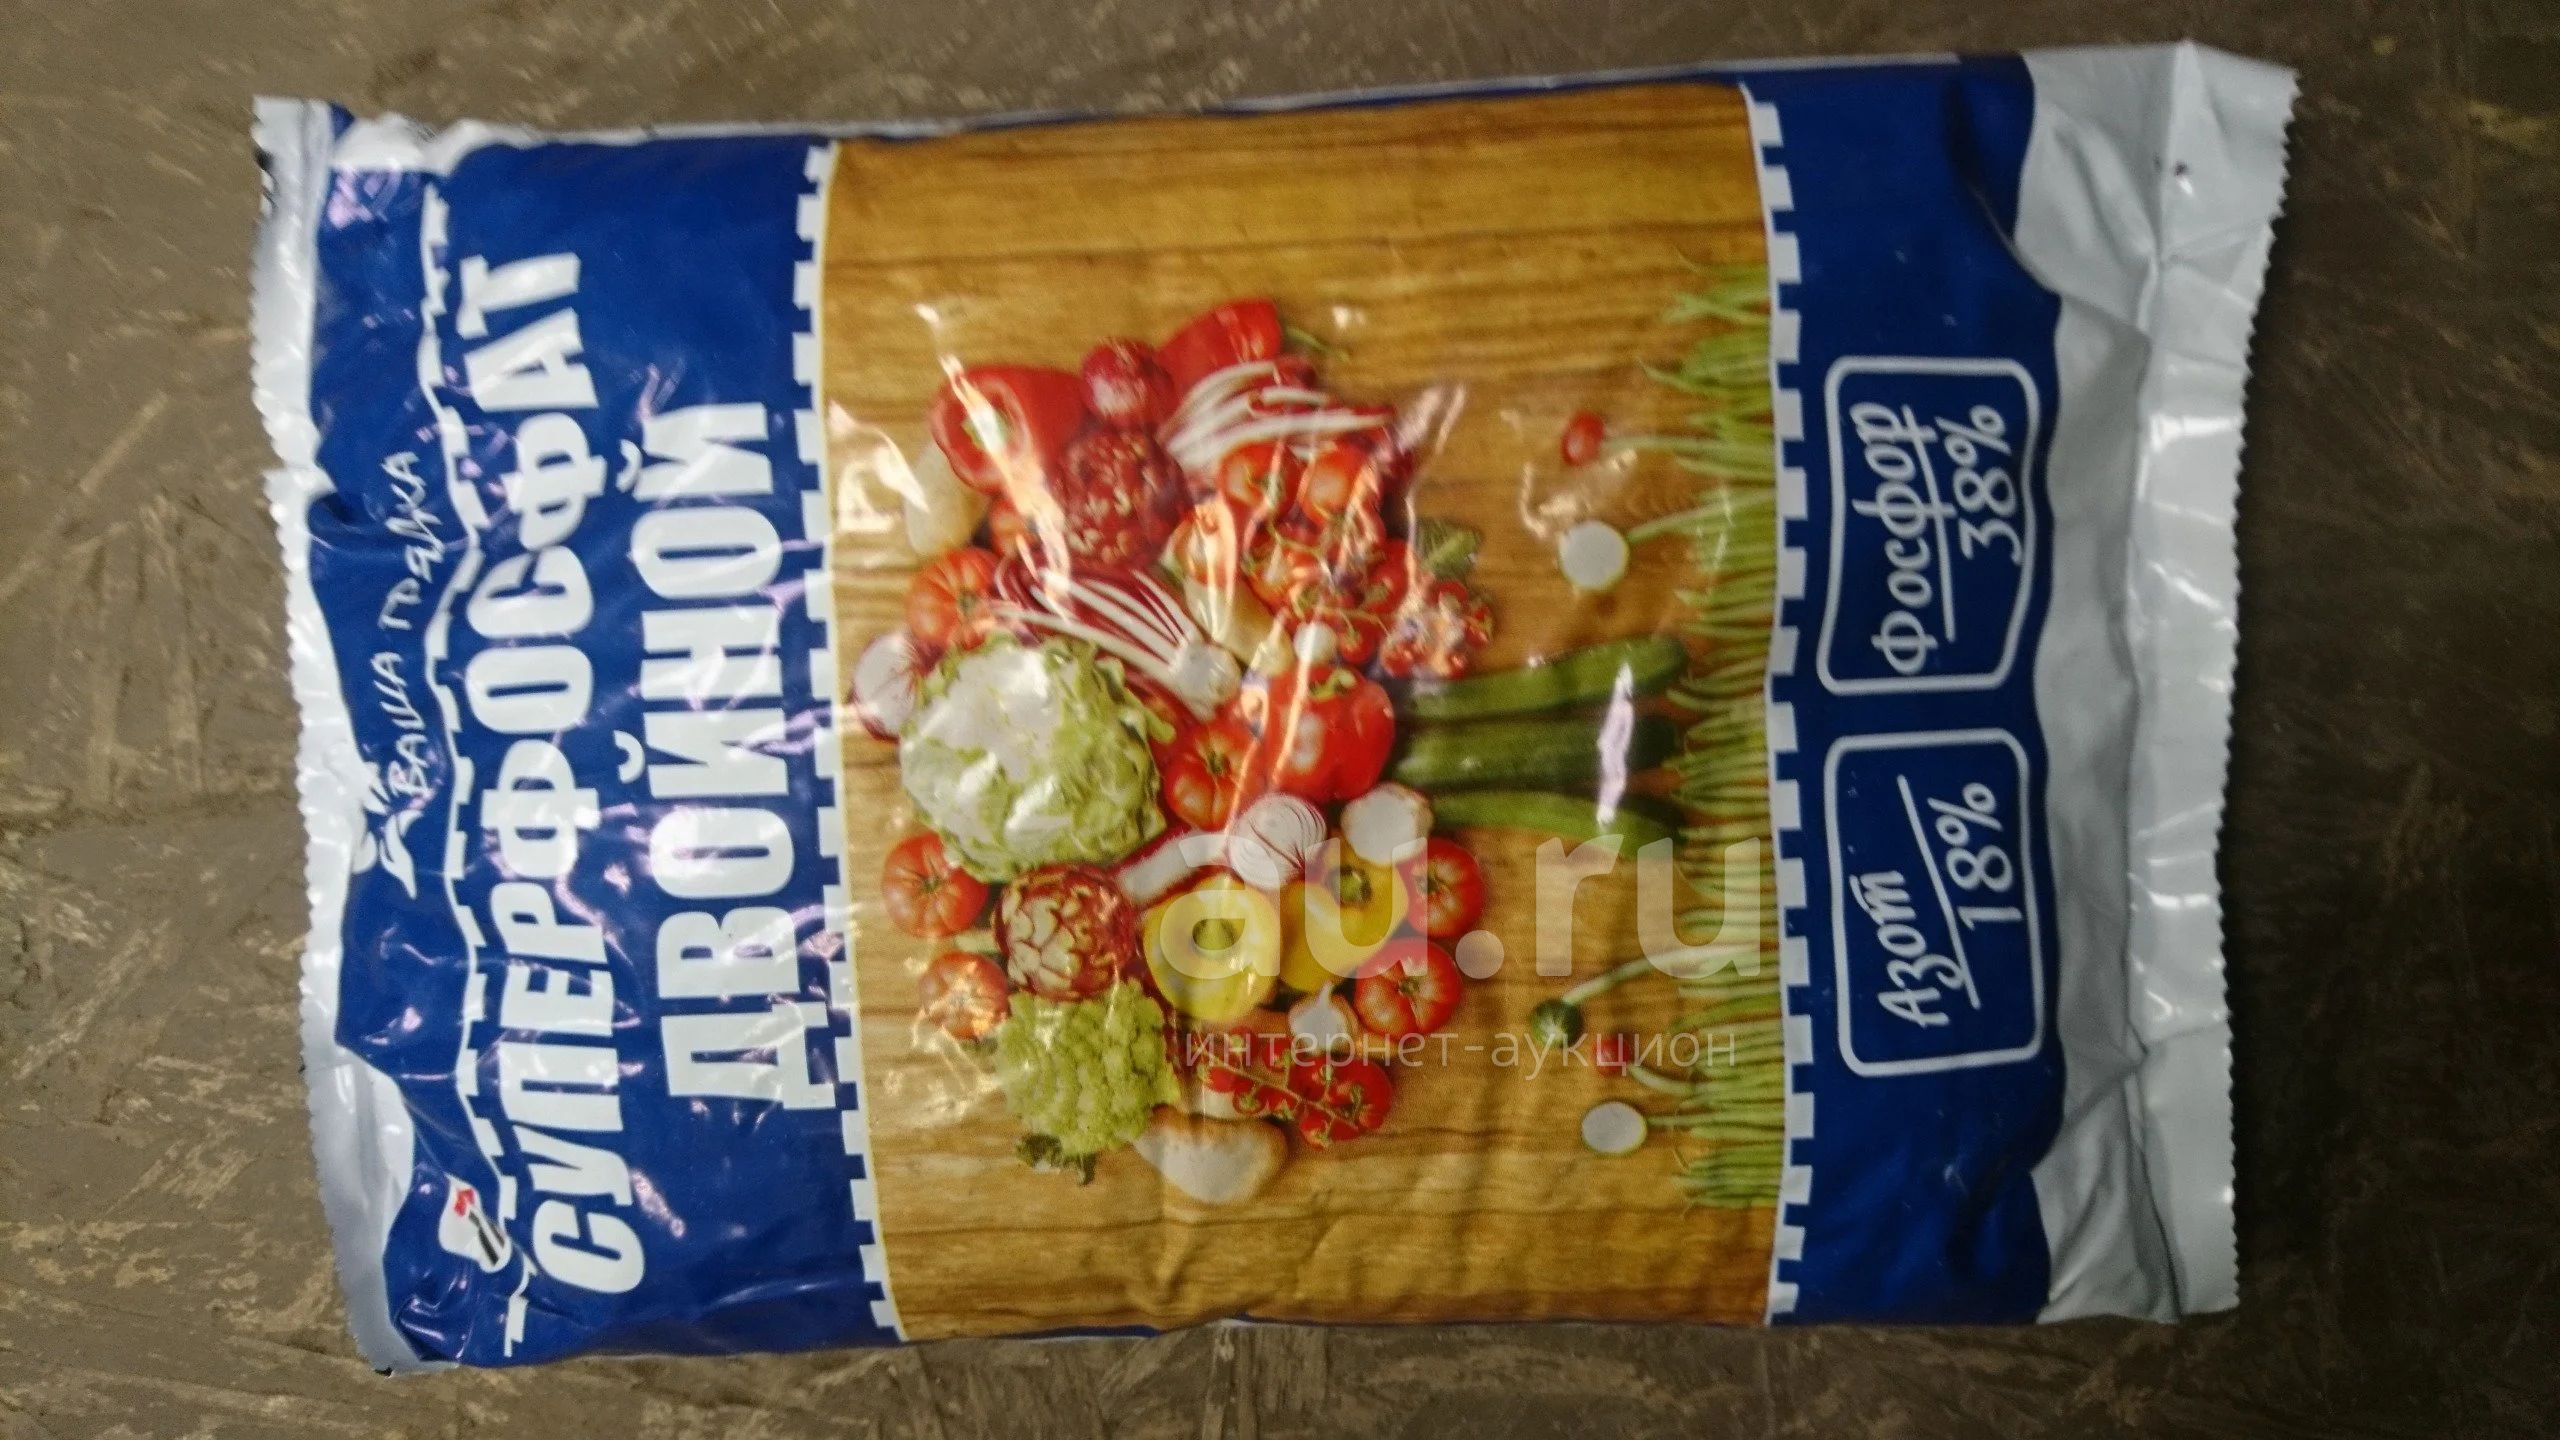 ВАША ГРЯДКА
СУПЕРФОСФАТ
ДВОЙНОЙ
Азот
18%
Фосфор
38%
au.ru
интернет-аукцион